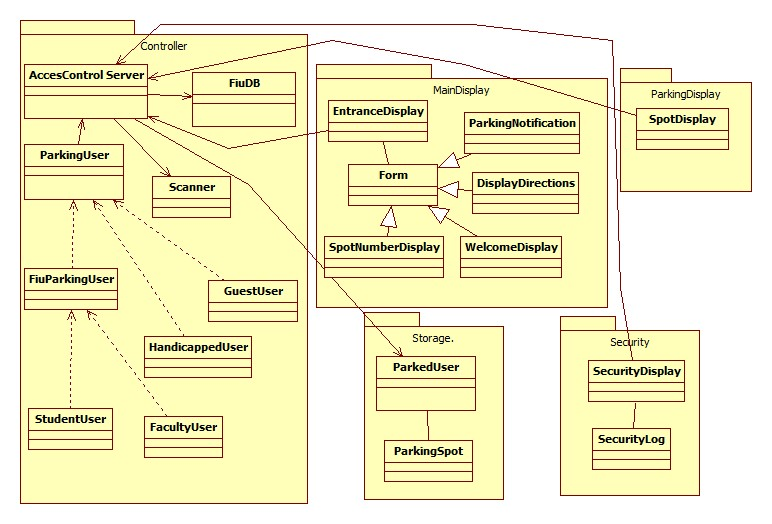 Controller
AccesControl Server
FiuDB
ParkingUser
Scanner
FiuParkingUser
GuestUser
HandicappedUser
StudentUser
FacultyUser
MainDisplay
EntranceDisplay
ParkingNotification
Form
DisplayDirections
SpotNumberDisplay
WelcomeDisplay
ParkingDisplay
SpotDisplay
Storage.
ParkedUser
ParkingSpot
Security
SecurityDisplay
SecurityLog